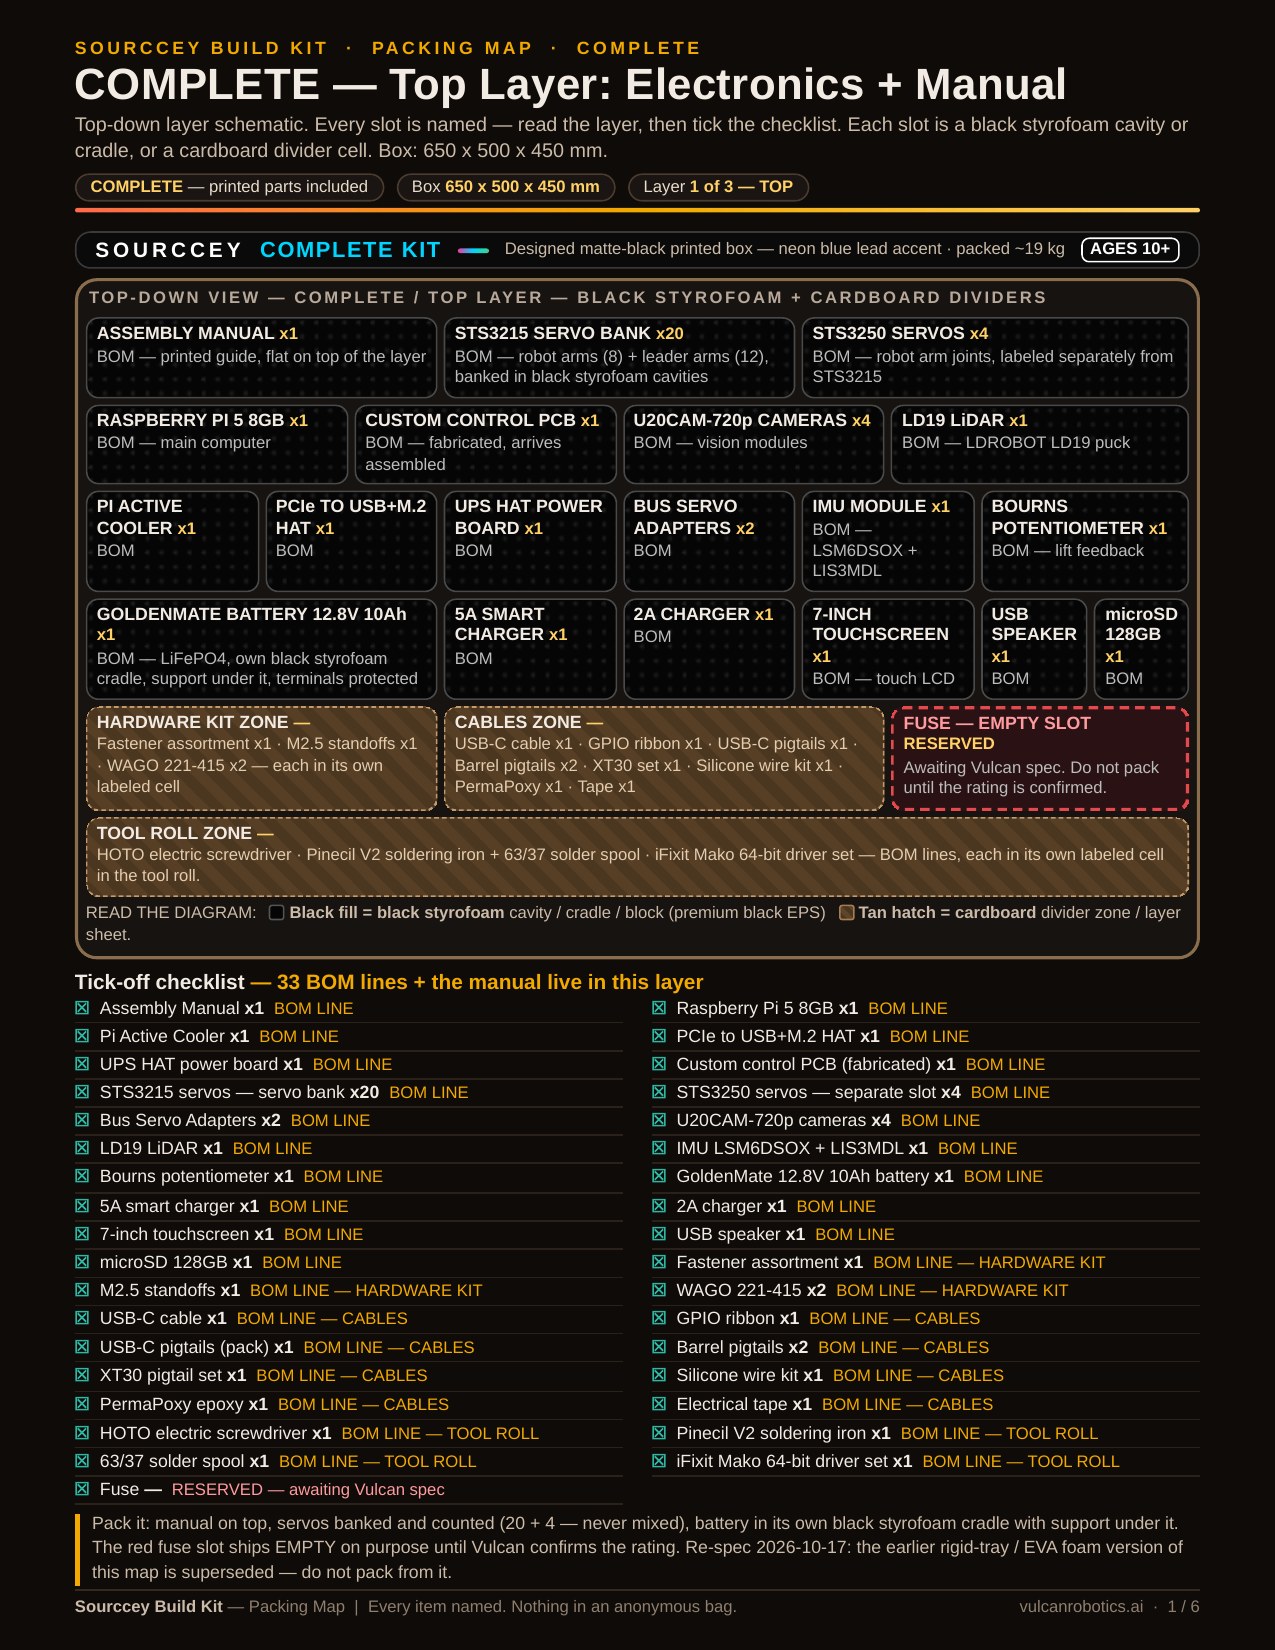 SOURCCEY BUILD KIT · PACKING MAP · COMPLETE
COMPLETE — Top Layer: Electronics + Manual
Top-down layer schematic. Every slot is named — read the layer, then tick the checklist. Each slot is a black styrofoam cavity or
cradle, or a cardboard divider cell. Box: 650 x 500 x 450 mm.
COMPLETE — printed parts included
Box 650 x 500 x 450 mm
Layer 1 of 3 — TOP
SOURCCEY COMPLETE KIT Designed matte-black printed box — neon blue lead accent · packed ~19 kg AGES 10+
TOP-DOWN VIEW — COMPLETE / TOP LAYER — BLACK STYROFOAM + CARDBOARD DIVIDERS
ASSEMBLY MANUAL x1
BOM — printed guide, flat on top of the layer
STS3215 SERVO BANK x20
BOM — robot arms (8) + leader arms (12),
banked in black styrofoam cavities
STS3250 SERVOS x4
BOM — robot arm joints, labeled separately from
STS3215
RASPBERRY PI 5 8GB x1
BOM — main computer
CUSTOM CONTROL PCB x1
BOM — fabricated, arrives
assembled
U20CAM-720p CAMERAS x4
BOM — vision modules
LD19 LiDAR x1
BOM — LDROBOT LD19 puck
PI ACTIVE
COOLER x1
BOM
PCIe TO USB+M.2
HAT x1
BOM
UPS HAT POWER
BOARD x1
BOM
BUS SERVO
ADAPTERS x2
BOM
IMU MODULE x1
BOM —
LSM6DSOX +
LIS3MDL
BOURNS
POTENTIOMETER x1
BOM — lift feedback
GOLDENMATE BATTERY 12.8V 10Ah
x1
BOM — LiFePO4, own black styrofoam
cradle, support under it, terminals protected
5A SMART
CHARGER x1
BOM
2A CHARGER x1
BOM
7-INCH
TOUCHSCREEN
x1
BOM — touch LCD
USB
SPEAKER
x1
BOM
microSD
128GB
x1
BOM
HARDWARE KIT ZONE —
Fastener assortment x1 · M2.5 standoffs x1
· WAGO 221-415 x2 — each in its own
labeled cell
CABLES ZONE —
USB-C cable x1 · GPIO ribbon x1 · USB-C pigtails x1 ·
Barrel pigtails x2 · XT30 set x1 · Silicone wire kit x1 ·
PermaPoxy x1 · Tape x1
FUSE — EMPTY SLOT
RESERVED
Awaiting Vulcan spec. Do not pack
until the rating is confirmed.
TOOL ROLL ZONE —
HOTO electric screwdriver · Pinecil V2 soldering iron + 63/37 solder spool · iFixit Mako 64-bit driver set — BOM lines, each in its own labeled cell
in the tool roll.
READ THE DIAGRAM: Black fill = black styrofoam cavity / cradle / block (premium black EPS) Tan hatch = cardboard divider zone / layer
sheet.
Tick-off checklist — 33 BOM lines + the manual live in this layer
☒ Assembly Manual x1 BOM LINE
☒ Raspberry Pi 5 8GB x1 BOM LINE
☒ Pi Active Cooler x1 BOM LINE
☒ PCIe to USB+M.2 HAT x1 BOM LINE
☒ UPS HAT power board x1 BOM LINE
☒ Custom control PCB (fabricated) x1 BOM LINE
☒ STS3215 servos — servo bank x20 BOM LINE
☒ STS3250 servos — separate slot x4 BOM LINE
☒ Bus Servo Adapters x2 BOM LINE
☒ U20CAM-720p cameras x4 BOM LINE
☒ LD19 LiDAR x1 BOM LINE
☒ IMU LSM6DSOX + LIS3MDL x1 BOM LINE
☒ Bourns potentiometer x1 BOM LINE
☒ GoldenMate 12.8V 10Ah battery x1 BOM LINE
☒ 5A smart charger x1 BOM LINE
☒ 2A charger x1 BOM LINE
☒ 7-inch touchscreen x1 BOM LINE
☒ USB speaker x1 BOM LINE
☒ microSD 128GB x1 BOM LINE
☒ Fastener assortment x1 BOM LINE — HARDWARE KIT
☒ M2.5 standoffs x1 BOM LINE — HARDWARE KIT
☒ WAGO 221-415 x2 BOM LINE — HARDWARE KIT
☒ USB-C cable x1 BOM LINE — CABLES
☒ GPIO ribbon x1 BOM LINE — CABLES
☒ USB-C pigtails (pack) x1 BOM LINE — CABLES
☒ Barrel pigtails x2 BOM LINE — CABLES
☒ XT30 pigtail set x1 BOM LINE — CABLES
☒ Silicone wire kit x1 BOM LINE — CABLES
☒ PermaPoxy epoxy x1 BOM LINE — CABLES
☒ Electrical tape x1 BOM LINE — CABLES
☒ HOTO electric screwdriver x1 BOM LINE — TOOL ROLL
☒ Pinecil V2 soldering iron x1 BOM LINE — TOOL ROLL
☒ 63/37 solder spool x1 BOM LINE — TOOL ROLL
☒ iFixit Mako 64-bit driver set x1 BOM LINE — TOOL ROLL
☒ Fuse — RESERVED — awaiting Vulcan spec
Pack it: manual on top, servos banked and counted (20 + 4 — never mixed), battery in its own black styrofoam cradle with support under it.
The red fuse slot ships EMPTY on purpose until Vulcan confirms the rating. Re-spec 2026-10-17: the earlier rigid-tray / EVA foam version of
this map is superseded — do not pack from it.
Sourccey Build Kit — Packing Map | Every item named. Nothing in an anonymous bag.
vulcanrobotics.ai · 1 / 6